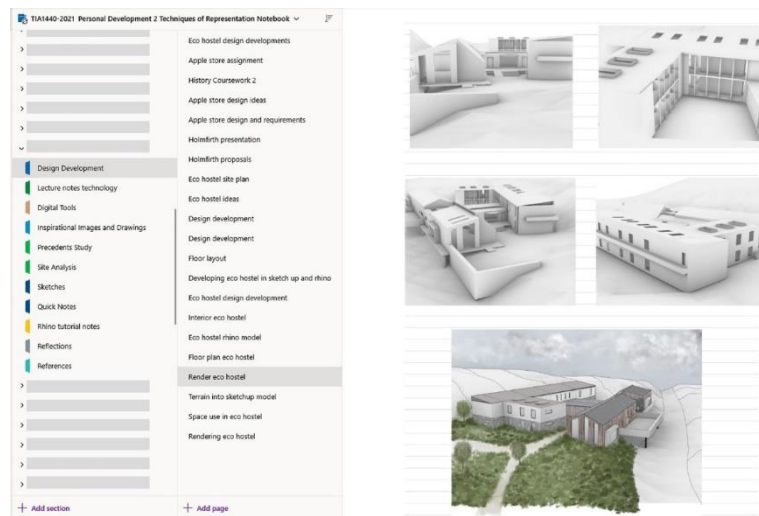 TIA1440-2021 Personal Development 2 Techniques of Representation Notebook
Design Development
Lecture notes technology
Digital Tools
Inspirational Images and Drawings
Precedents Study
Site Analysis
Sketches
Quick Notes
Rhino tutorial notes
Reflections
References
+ Add section
Eco hostel design developments
Apple store assignment
History Coursework 2
Apple store design ideas
Apple store design and requirements
Holmfirth presentation
Holmfirth proposals
Eco hostel site plan
Eco hostel ideas
Design development
Design development
Floor layout
Developing eco hostel in sketch up and rhino
Eco hostel design development
Interior eco hostel
Eco hostel rhino model
Floor plan eco hostel
Render eco hostel
Terrain into sketchup model
Space use in eco hostel
Rendering eco hostel
+ Add page